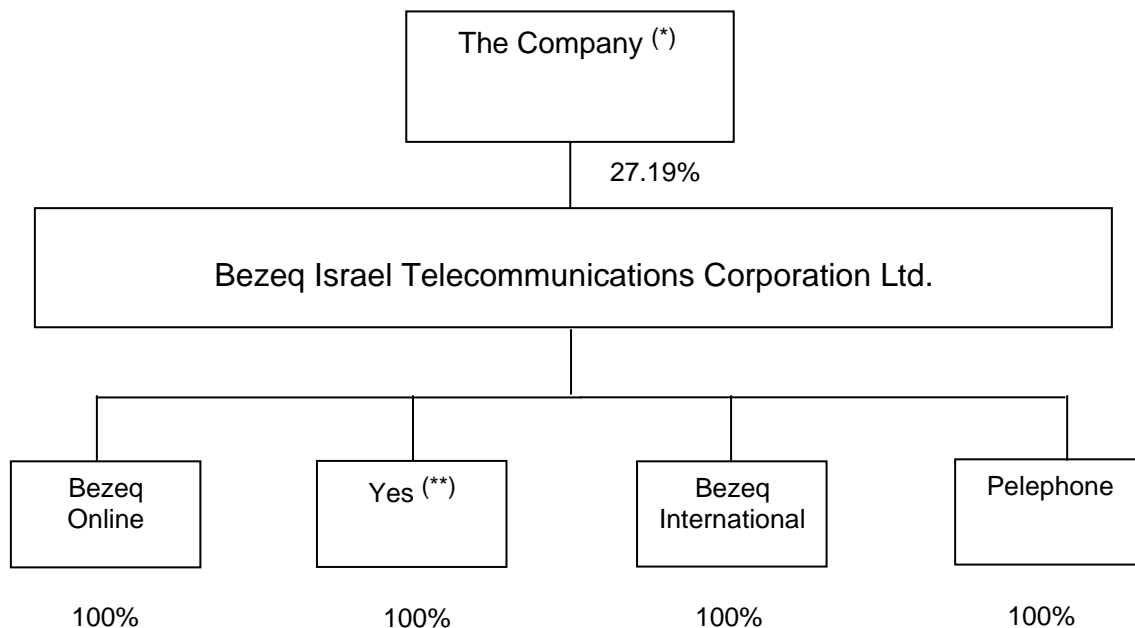 The Company (*)
27.19%
Bezeq Israel Telecommunications Corporation Ltd.
Bezeq
Online
Yes (**)
Bezeq
International
Pelephone
100%
100%
100%
100%